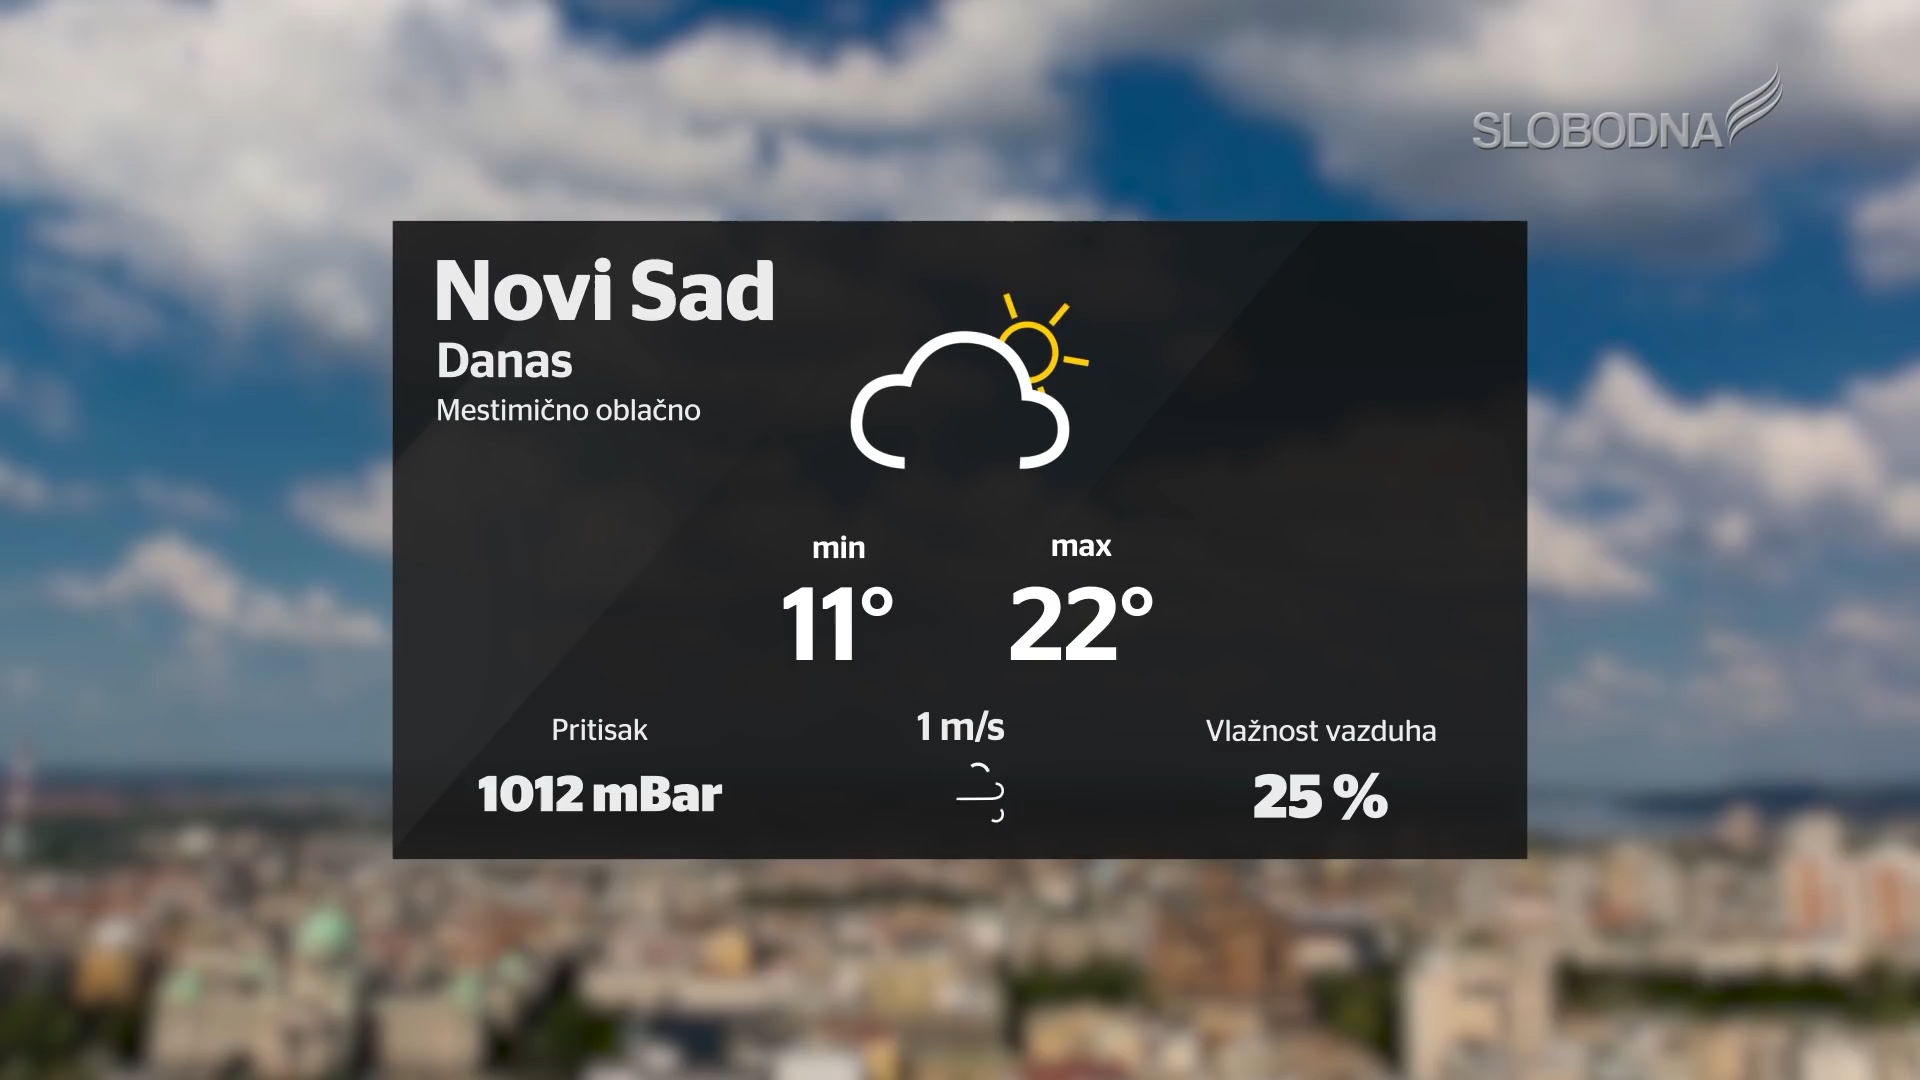 SLOBODNA
Novi Sad
Danas
Mestimično oblačno
min max
11° 22°
Pritisak 1 m/s Vlažnost vazduha
1012 mBar 25 %